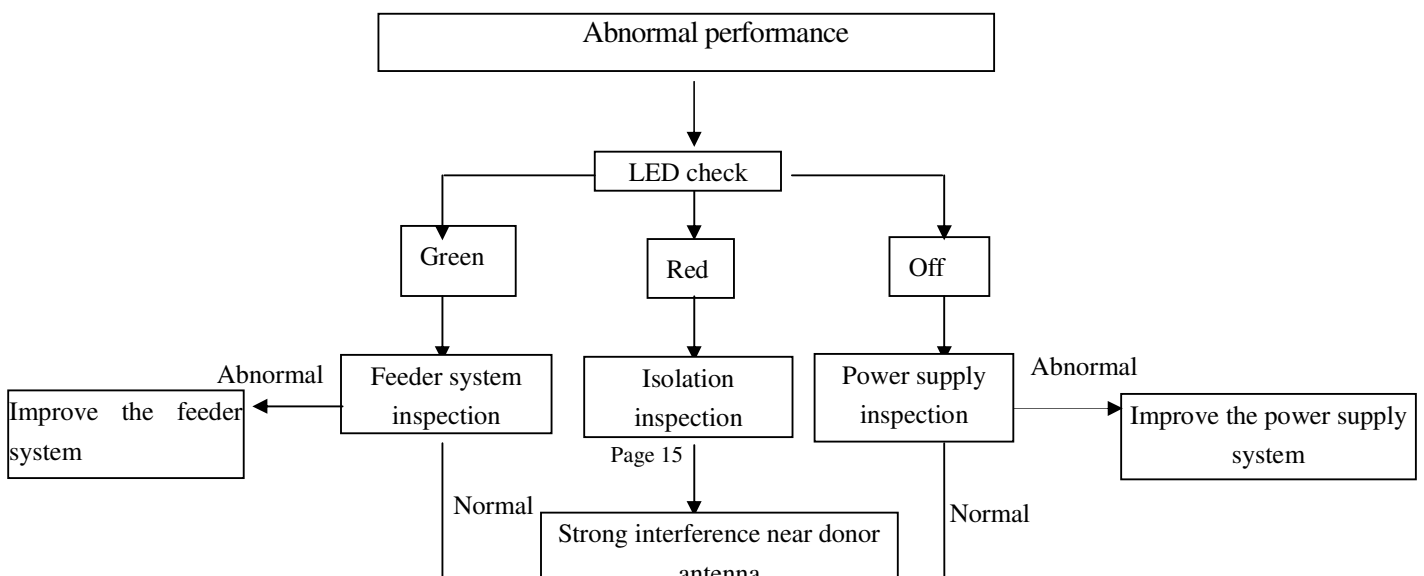 Abnormal performance
LED check
Green
Red
Off
Abnormal
Feeder system
inspection
Isolation
inspection
Power supply
inspection
Abnormal
Improve the feeder
system
Improve the power supply
system
Page 15
Normal
Strong interference near donor
antenna
Normal